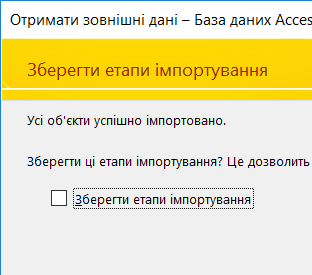 Отримати зовнішні дані – База даних Acces
Зберегти етапи імпортування
Усі об'єкти успішно імпортовано.
Зберегти ці етапи імпортування? Це дозволить
Зберегти етапи імпортування